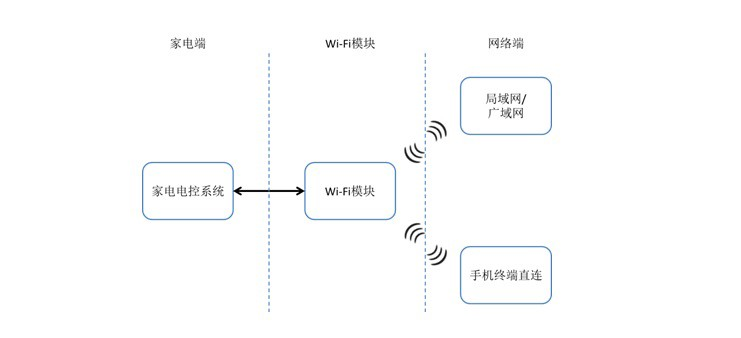 家电端
Wi-Fi模块
网络端
局域网/
广域网
家电电控系统
Wi-Fi模块
手机终端直连